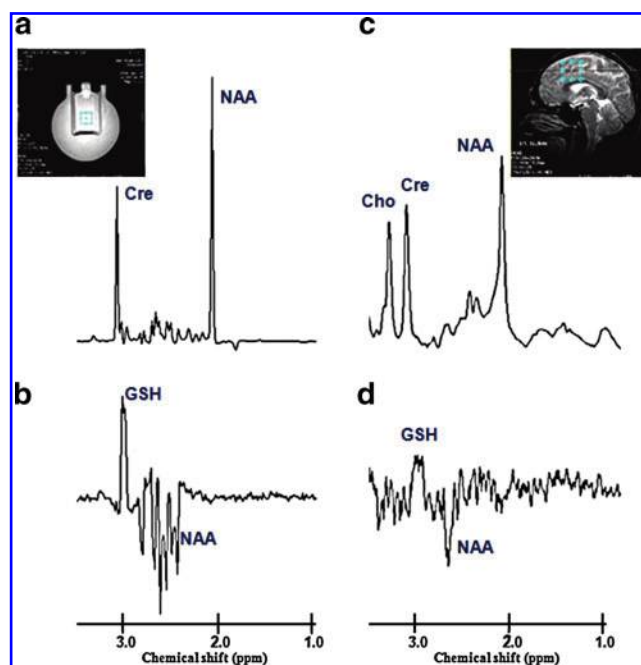 a
NAA
Cre
c
NAA
Cho
Cre
b
GSH
NAA
3.0
2.0
1.0
Chemical shift (ppm)
d
GSH
NAA
3.0
2.0
1.0
Chemical shift (ppm)